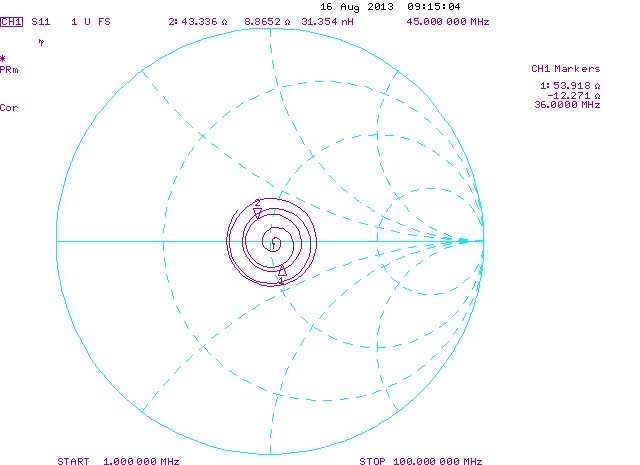 16 Aug 2013 09:15:04
CH1 S11 1 U FS 2: 43.336 Ω 8.8652 Ω 31.354 nH 45.000 000 MHz
*
PRm
CH1 Markers
1: 53.918 Ω
-12.271 Ω
36.0000 MHz
Cor
2
1
START 1.000 000 MHz STOP 100.000 000 MHz